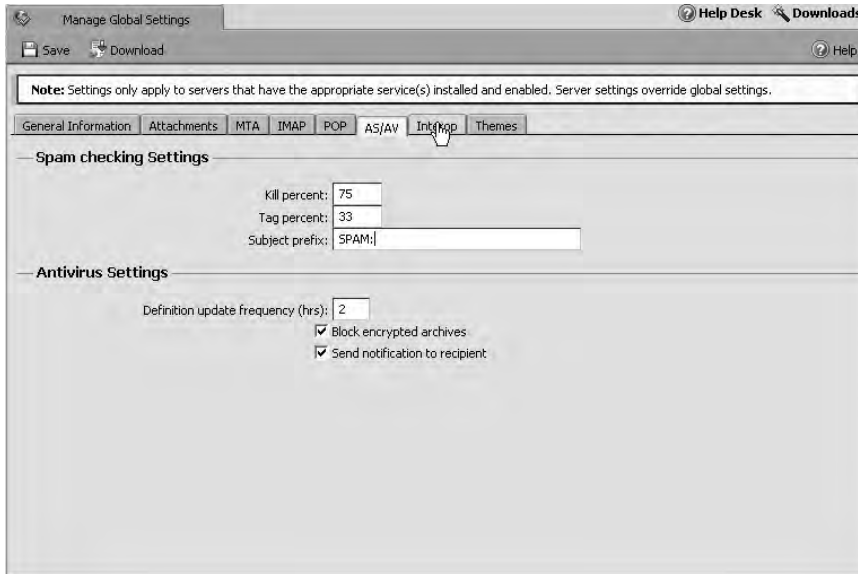 Manage Global Settings
Help Desk Downloads
Save Download Help
Note: Settings only apply to servers that have the appropriate service(s) installed and enabled. Server settings override global settings.
General Information Attachments MTA IMAP POP AS/AV Interop Themes
Spam checking Settings
Kill percent: 75
Tag percent: 33
Subject prefix: SPAM:
Antivirus Settings
Definition update frequency (hrs): 2
Block encrypted archives
Send notification to recipient